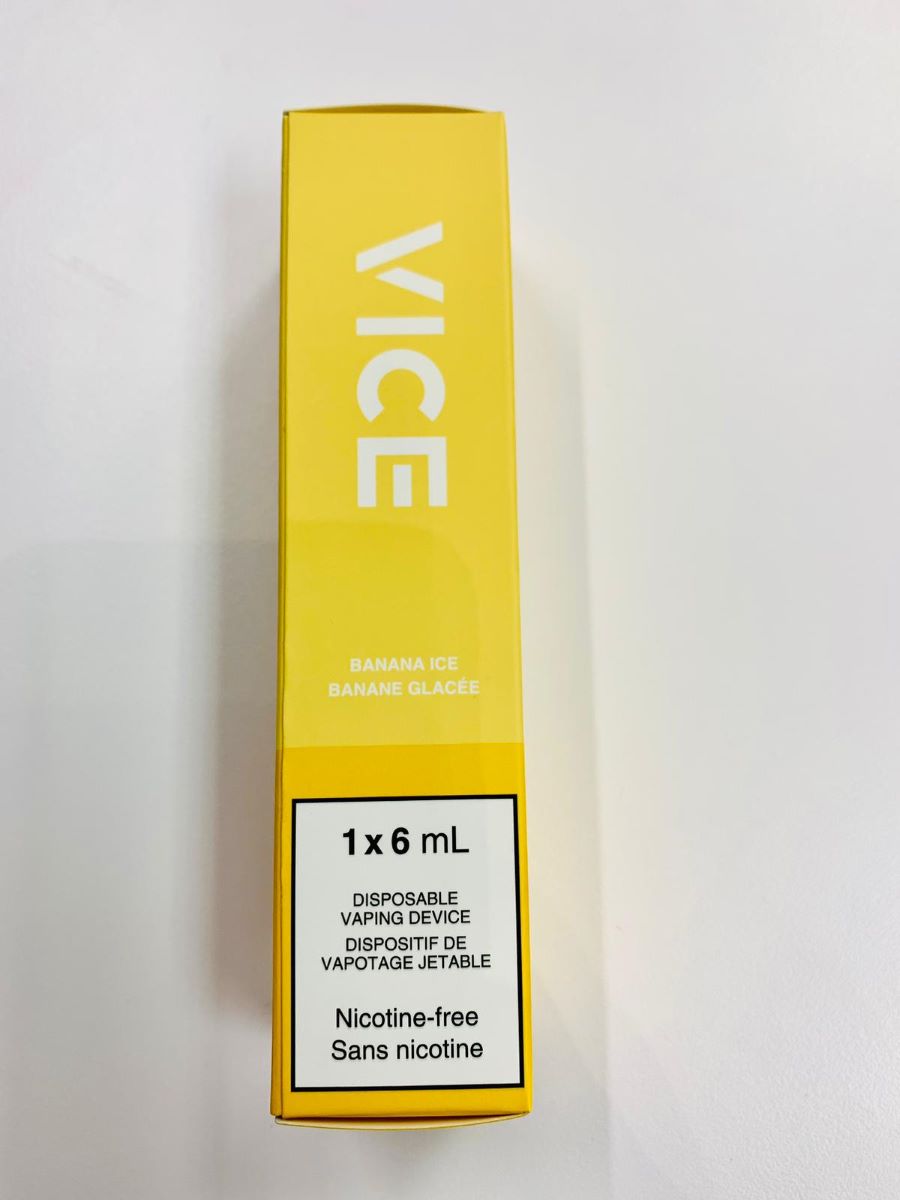 VICE
BANANA ICE
BANANE GLACÉE
1 x 6 mL
DISPOSABLE
VAPING DEVICE
DISPOSITIF DE
VAPOTAGE JETABLE
Nicotine-free
Sans nicotine